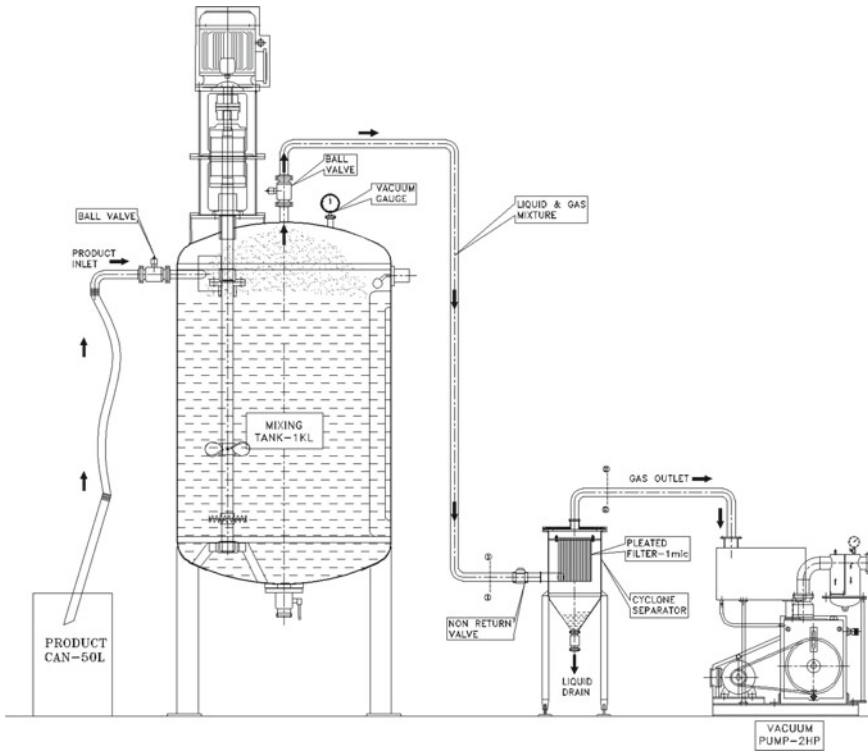 BALL
VALVE
VACUUM
GAUGE
BALL VALVE
PRODUCT
INLET
LIQUID & GAS
MIXTURE
MIXING
TANK-1KL
GAS OUTLET
PLEATED
FILTER-1mic
CYCLONE
SEPARATOR
NON RETURN
VALVE
PRODUCT
CAN-50L
LIQUID
DRAIN
VACUUM
PUMP-2HP